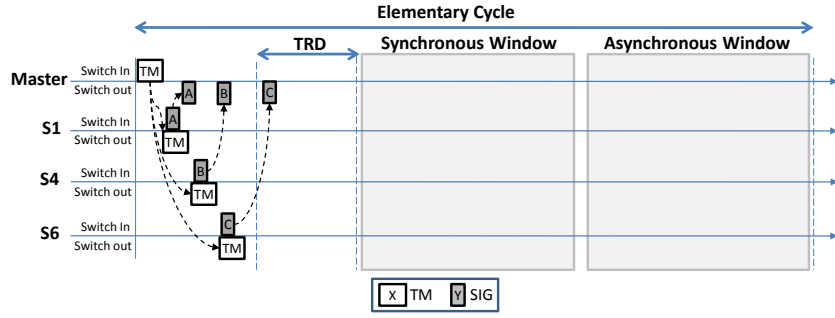 Elementary Cycle
TRD Synchronous Window Asynchronous Window
Master Switch In TM
Switch out A B C
S1 Switch In A
Switch out TM
S4 Switch In B
Switch out TM
S6 Switch In C
Switch out TM
X TM Y SIG